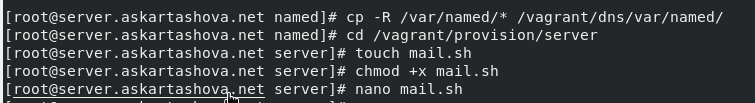 [root@server.askartashova.net named]# cp -R /var/named/* /vagrant/dns/var/named/
[root@server.askartashova.net named]# cd /vagrant/provision/server
[root@server.askartashova.net server]# touch mail.sh
[root@server.askartashova.net server]# chmod +x mail.sh
[root@server.askartashova.net server]# nano mail.sh